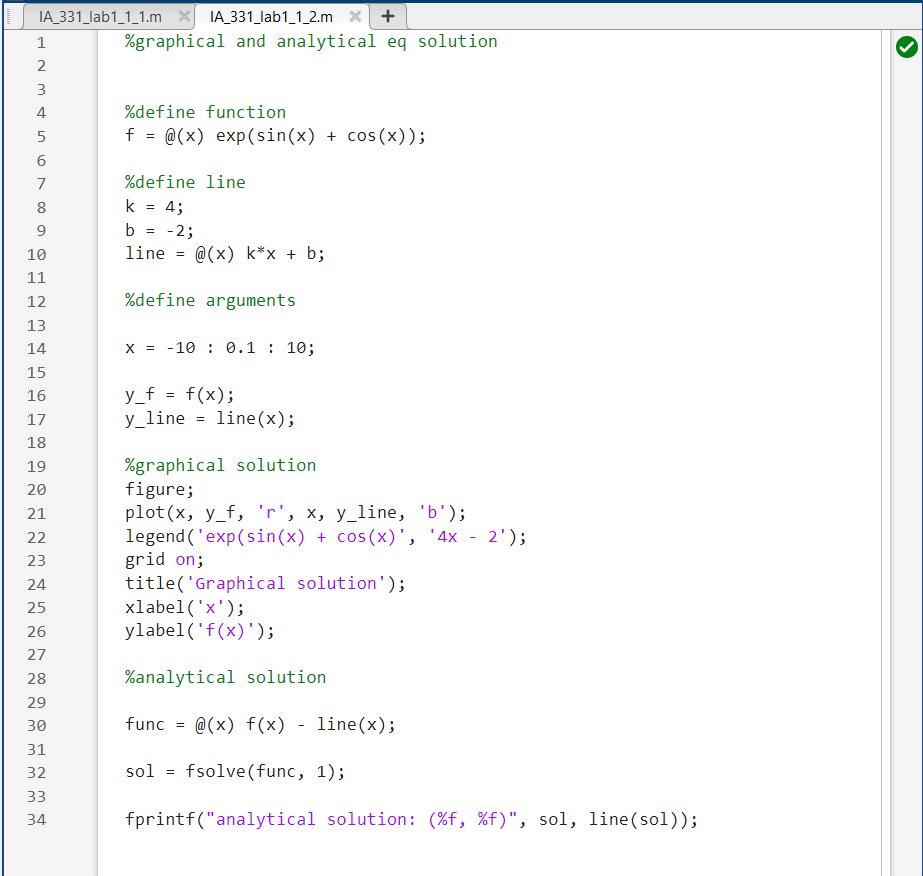 IA_331_lab1_1_1.m × IA_331_lab1_1_2.m × +
1 %graphical and analytical eq solution
2
3
4 %define function
5 f = @(x) exp(sin(x) + cos(x));
6
7 %define line
8 k = 4;
9 b = -2;
10 line = @(x) k*x + b;
11
12 %define arguments
13
14 x = -10 : 0.1 : 10;
15
16 y_f = f(x);
17 y_line = line(x);
18
19 %graphical solution
20 figure;
21 plot(x, y_f, 'r', x, y_line, 'b');
22 legend('exp(sin(x) + cos(x)', '4x - 2');
23 grid on;
24 title('Graphical solution');
25 xlabel('x');
26 ylabel('f(x)');
27
28 %analytical solution
29
30 func = @(x) f(x) - line(x);
31
32 sol = fsolve(func, 1);
33
34 fprintf("analytical solution: (%f, %f)", sol, line(sol));